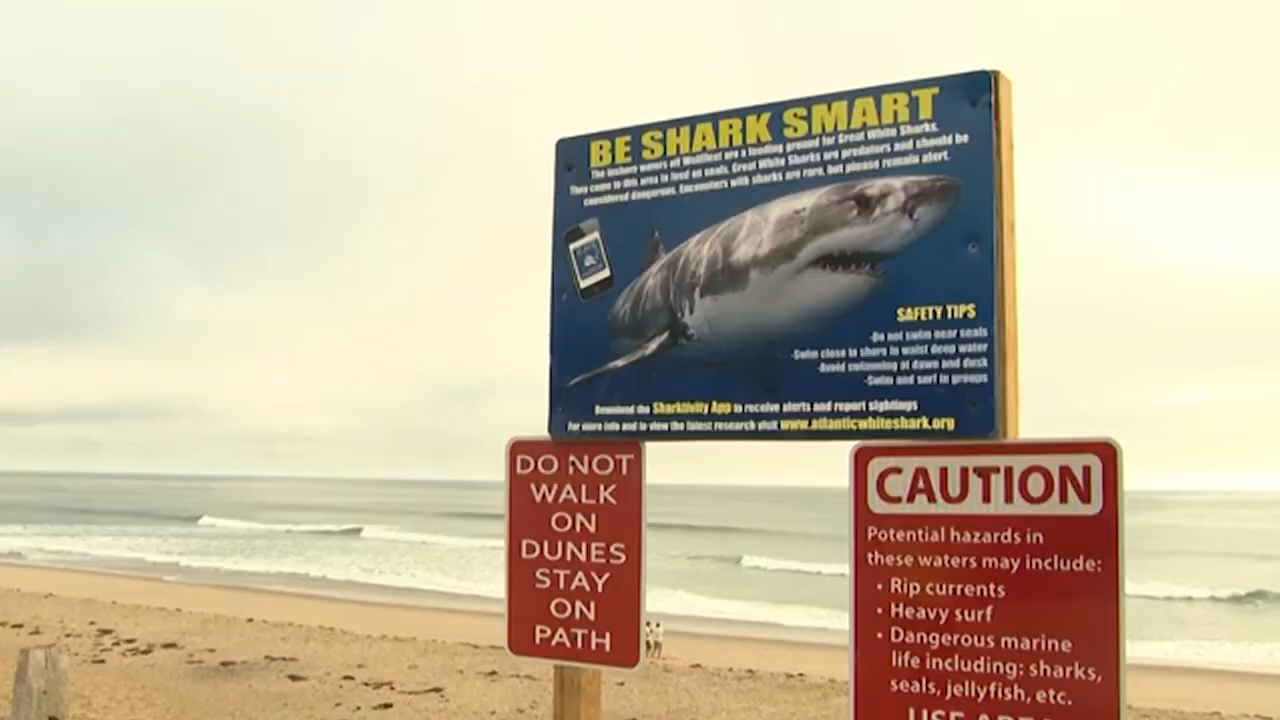 BE SHARK SMART
The inshore waters off Wellfleet are a feeding ground for Great White Sharks.
They come to this area to feed on seals. Great White Sharks are predators and should be
considered dangerous. Encounters with sharks are rare, but please remain alert.
SAFETY TIPS
-Do not swim near seals
-Swim close to shore in waist deep water
-Avoid swimming at dawn and dusk
-Swim and surf in groups
Download the Sharktivity App to receive alerts and report sightings
For more info and to view the latest research visit www.atlanticwhiteshark.org
DO NOT
WALK
ON
DUNES
STAY
ON
PATH
CAUTION
Potential hazards in
these waters may include:
• Rip currents
• Heavy surf
• Dangerous marine
life including: sharks,
seals, jellyfish, etc.
USE